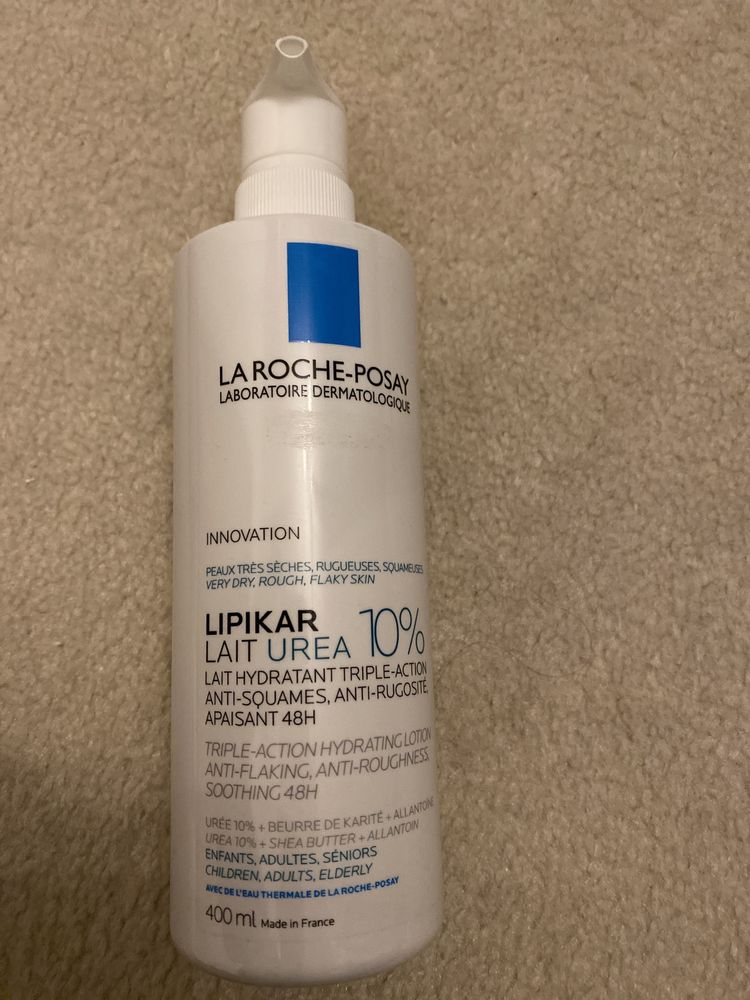 LA ROCHE-POSAY
LABORATOIRE DERMATOLOGIQUE
INNOVATION
PEAUX TRÈS SÈCHES, RUGUEUSES, SQUAMEUSES
VERY DRY, ROUGH, FLAKY SKIN
LIPIKAR
LAIT UREA 10%
LAIT HYDRATANT TRIPLE-ACTION
ANTI-SQUAMES, ANTI-RUGOSITÉ,
APAISANT 48H
TRIPLE-ACTION HYDRATING LOTION
ANTI-FLAKING, ANTI-ROUGHNESS,
SOOTHING 48H
URÉE 10% + BEURRE DE KARITÉ + ALLANTOÏNE
UREA 10% + SHEA BUTTER + ALLANTOIN
ENFANTS, ADULTES, SÉNIORS
CHILDREN, ADULTS, ELDERLY
AVEC DE L'EAU THERMALE DE LA ROCHE-POSAY
400 ml Made in France